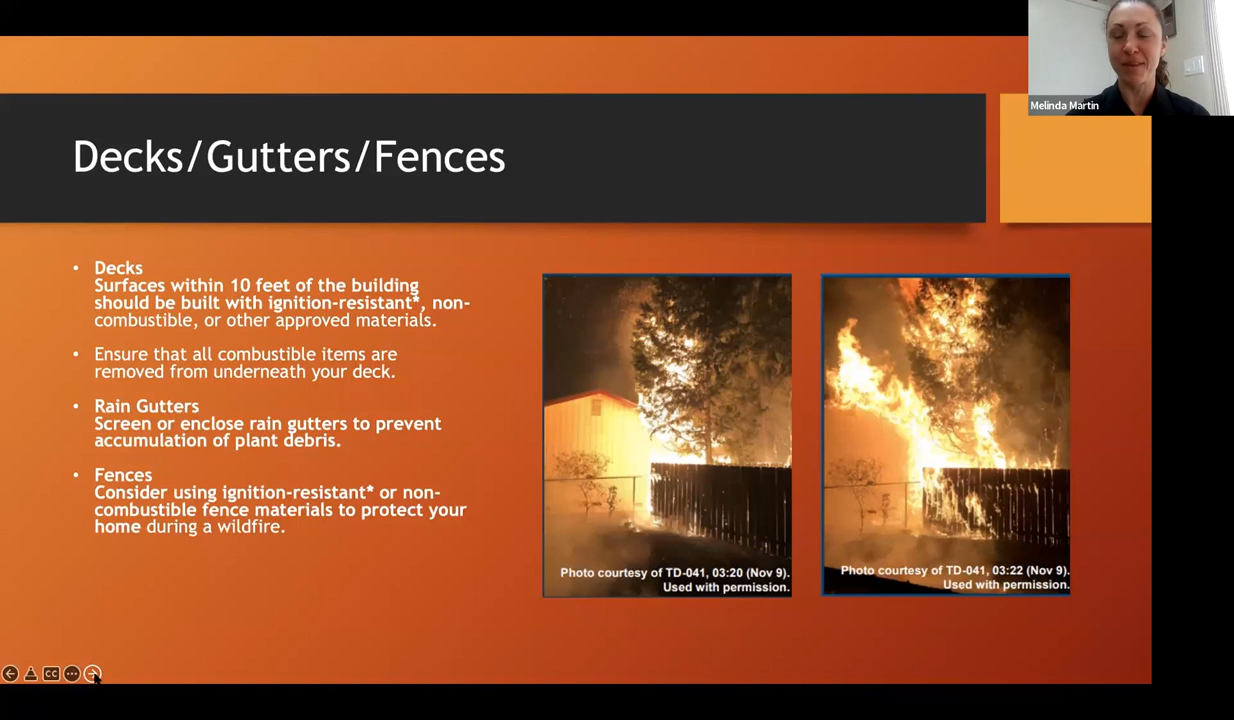 Melinda Martin
Decks/Gutters/Fences
• Decks
Surfaces within 10 feet of the building
should be built with ignition-resistant*, non-
combustible, or other approved materials.
• Ensure that all combustible items are
removed from underneath your deck.
• Rain Gutters
Screen or enclose rain gutters to prevent
accumulation of plant debris.
• Fences
Consider using ignition-resistant* or non-
combustible fence materials to protect your
home during a wildfire.
Photo courtesy of TD-041, 03:20 (Nov 9).
Used with permission.
Photo courtesy of TD-041, 03:22 (Nov 9).
Used with permission.
CC